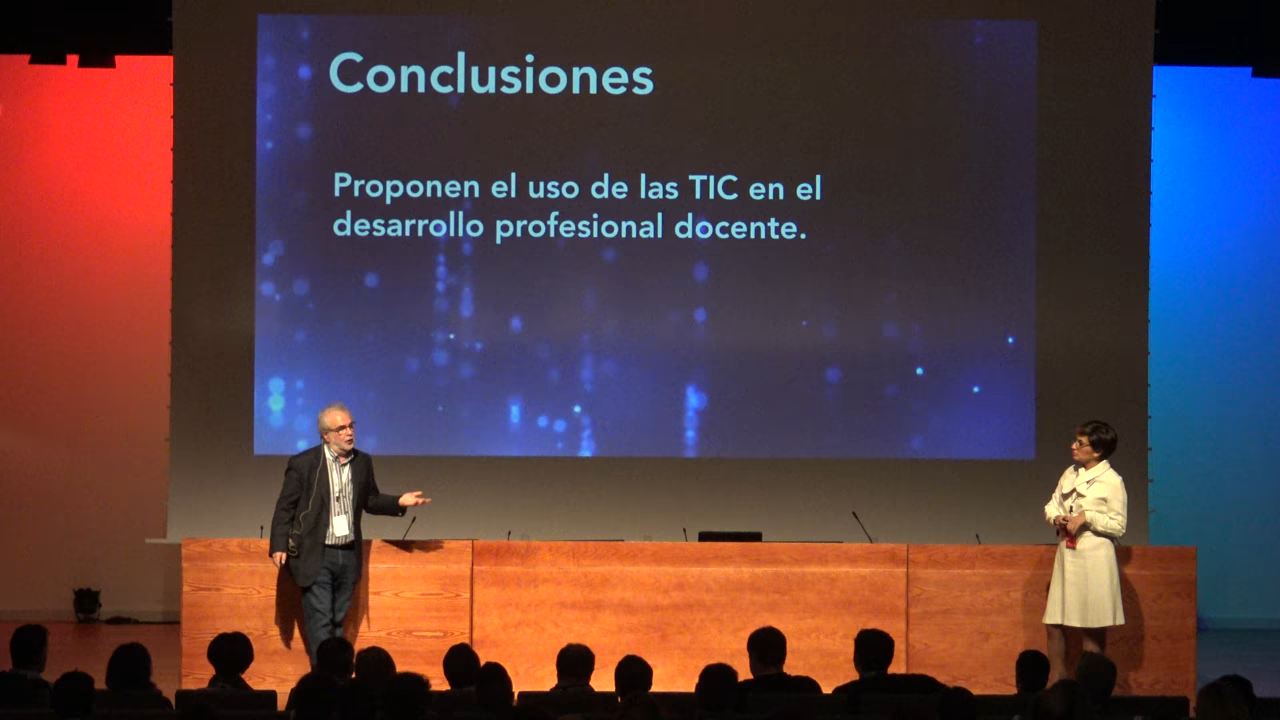 Conclusiones
Proponen el uso de las TIC en el
desarrollo profesional docente.